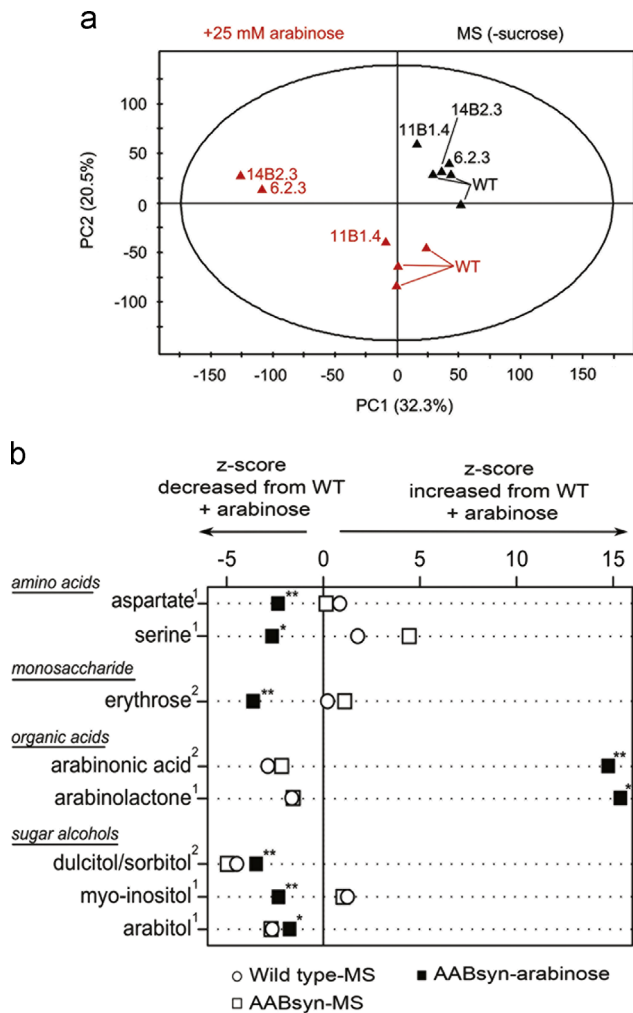 a
+25 mM arabinose MS (-sucrose)
14B2.3
11B1.4
6.2.3
WT
14B2.3
6.2.3
11B1.4
WT
PC2 (20.5%)
100
50
0
-50
-100
-150 -100 -50 0 50 100 150
PC1 (32.3%)
b
z-score decreased from WT + arabinose
z-score increased from WT + arabinose
-5 0 5 10 15
amino acids
aspartate1 **
serine1 *
monosaccharide
erythrose2 **
organic acids
arabinonic acid2 **
arabinolactone1 *
sugar alcohols
dulcitol/sorbitol2 **
myo-inositol1 **
arabitol1 *
Wild type-MS AABsyn-arabinose
AABsyn-MS